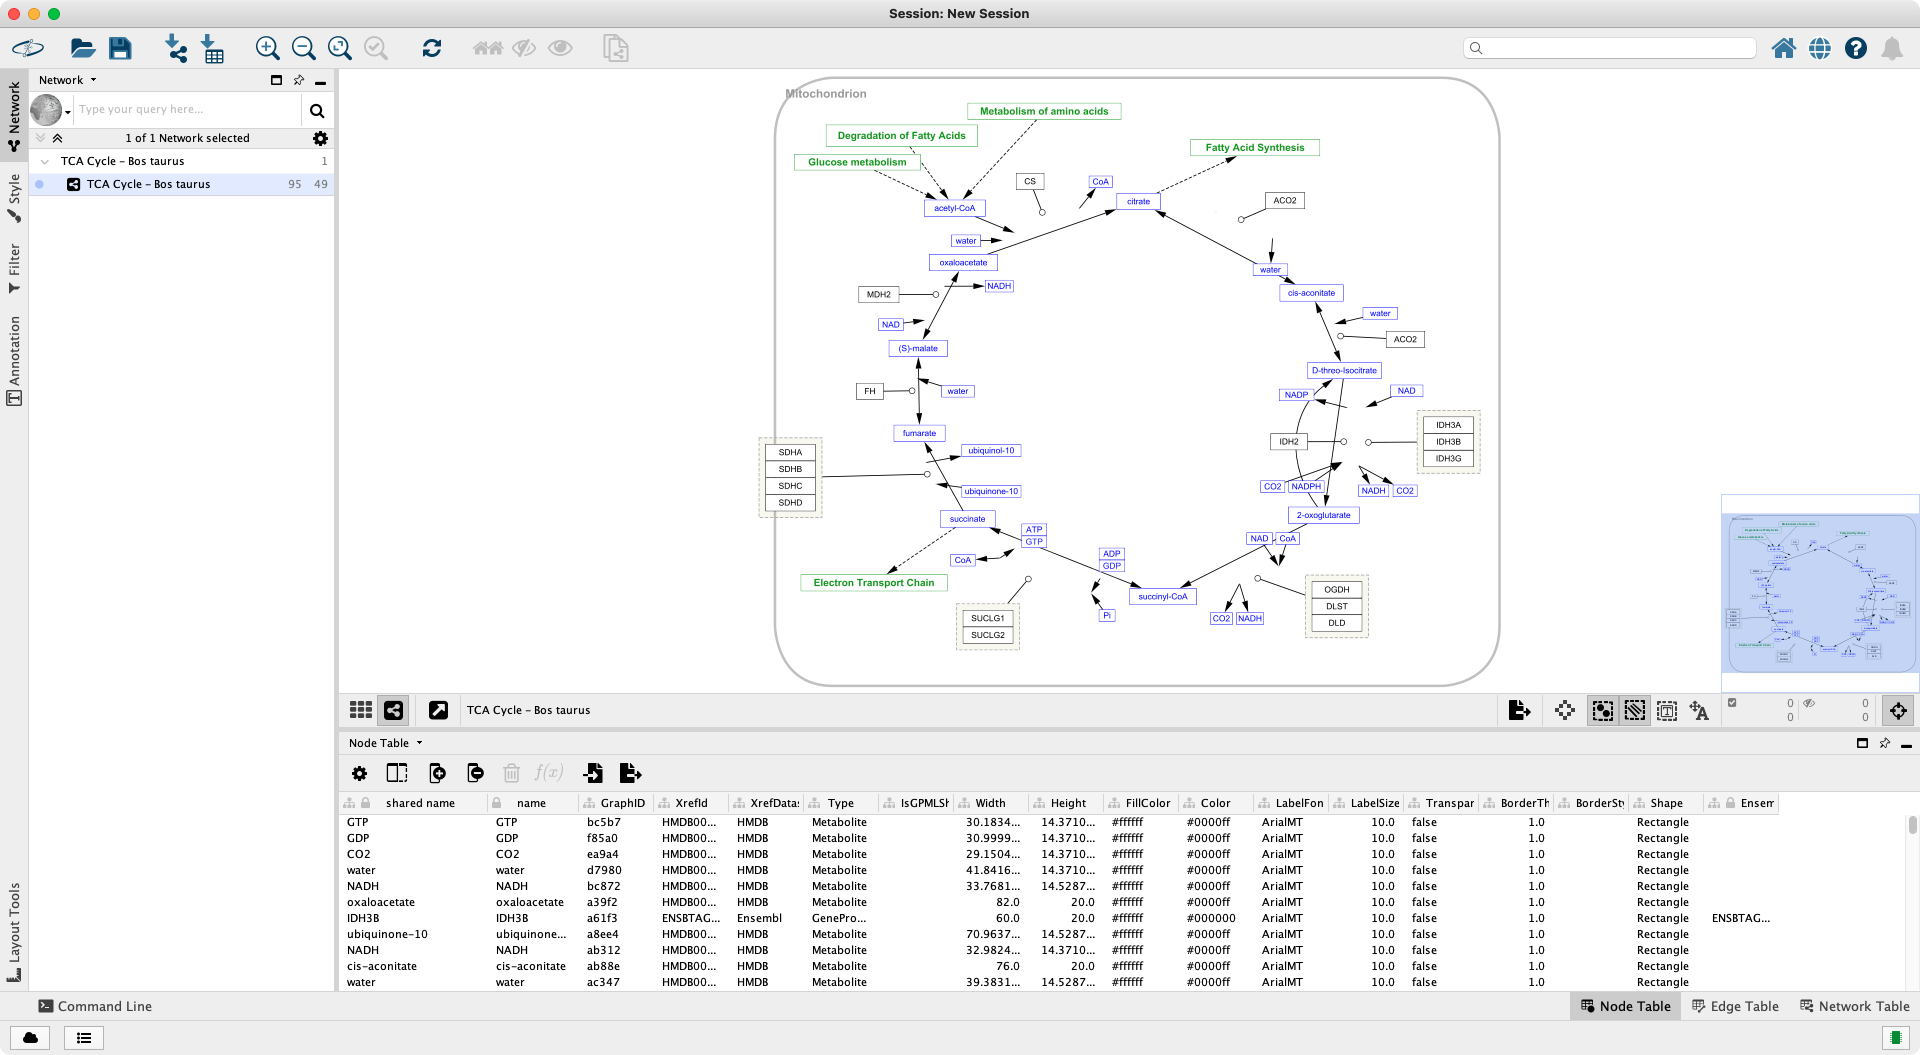 Session: New Session
Network
Type your query here...
1 of 1 Network selected
TCA Cycle – Bos taurus 1
TCA Cycle – Bos taurus 95 49
Network
Style
Filter
Annotation
Layout Tools
Mitochondrion
Metabolism of amino acids
Degradation of Fatty Acids
Glucose metabolism
Fatty Acid Synthesis
CS
CoA
citrate
ACO2
acetyl-CoA
water
oxaloacetate
water
NADH
MDH2
cis-aconitate
water
NAD
ACO2
(S)-malate
D-threo-Isocitrate
FH
water
NADP
NAD
fumarate
IDH2
IDH3A
IDH3B
IDH3G
SDHA
SDHB
SDHC
SDHD
ubiquinol-10
ubiquinone-10
CO2
NADPH
NADH
CO2
succinate
2-oxoglutarate
ATP
GTP
NAD
CoA
CoA
ADP
GDP
Electron Transport Chain
succinyl-CoA
OGDH
DLST
DLD
SUCLG1
SUCLG2
Pi
CO2
NADH
TCA Cycle – Bos taurus
0 0
0 0
Node Table
f(x)
shared name name GraphID XrefId XrefData: Type IsGPMLSh Width Height FillColor Color LabelFon LabelSize Transpar BorderTh BorderSty Shape Ensem
GTP GTP bc5b7 HMDB00... HMDB Metabolite 30.1834... 14.3710... #ffffff #0000ff ArialMT 10.0 false 1.0 Rectangle
GDP GDP f85a0 HMDB00... HMDB Metabolite 30.9999... 14.3710... #ffffff #0000ff ArialMT 10.0 false 1.0 Rectangle
CO2 CO2 ea9a4 HMDB00... HMDB Metabolite 29.1504... 14.3710... #ffffff #0000ff ArialMT 10.0 false 1.0 Rectangle
water water d7980 HMDB00... HMDB Metabolite 41.8416... 14.3710... #ffffff #0000ff ArialMT 10.0 false 1.0 Rectangle
NADH NADH bc872 HMDB00... HMDB Metabolite 33.7681... 14.5287... #ffffff #0000ff ArialMT 10.0 false 1.0 Rectangle
oxaloacetate oxaloacetate a39f2 HMDB00... HMDB Metabolite 82.0 20.0 #ffffff #0000ff ArialMT 10.0 false 1.0 Rectangle
IDH3B IDH3B a61f3 ENSBTAG... Ensembl GenePro... 60.0 20.0 #ffffff #000000 ArialMT 10.0 false 1.0 Rectangle ENSBTAG...
ubiquinone-10 ubiquinone... a8ee4 HMDB00... HMDB Metabolite 70.9637... 14.5287... #ffffff #0000ff ArialMT 10.0 false 1.0 Rectangle
NADH NADH ab312 HMDB00... HMDB Metabolite 32.9824... 14.3710... #ffffff #0000ff ArialMT 10.0 false 1.0 Rectangle
cis-aconitate cis-aconitate ab88e HMDB00... HMDB Metabolite 76.0 20.0 #ffffff #0000ff ArialMT 10.0 false 1.0 Rectangle
water water ac347 HMDB00... HMDB Metabolite 39.3831... 14.5287... #ffffff #0000ff ArialMT 10.0 false 1.0 Rectangle
Command Line
Node Table Edge Table Network Table